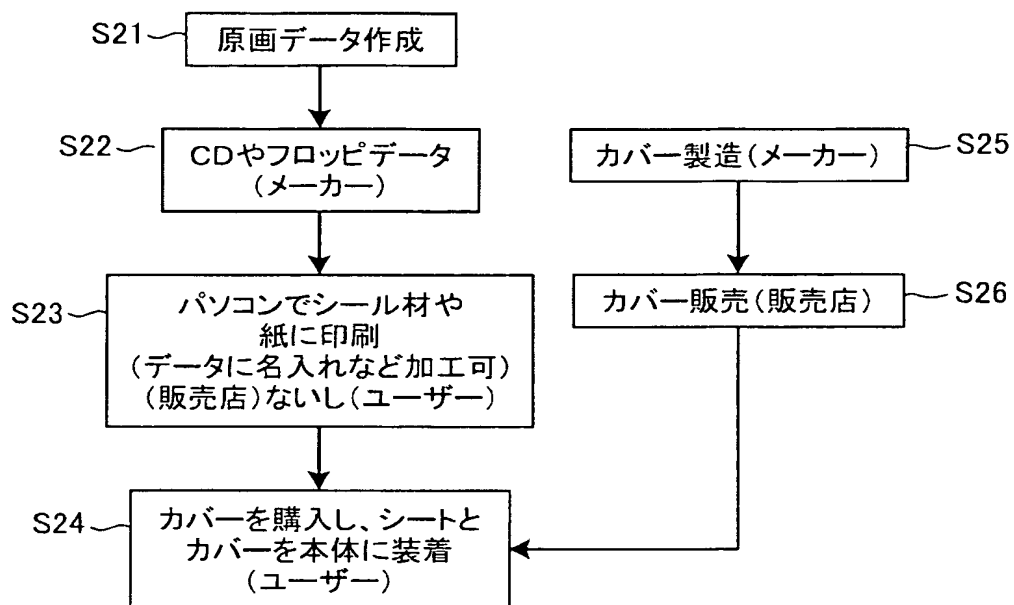 S21
原画データ作成
S22
CDやフロッピデータ
(メーカー)
S25
カバー製造(メーカー)
S23
パソコンでシール材や
紙に印刷
(データに名入れなど加工可)
(販売店)ないし(ユーザー)
S26
カバー販売(販売店)
S24
カバーを購入し、シートと
カバーを本体に装着
(ユーザー)